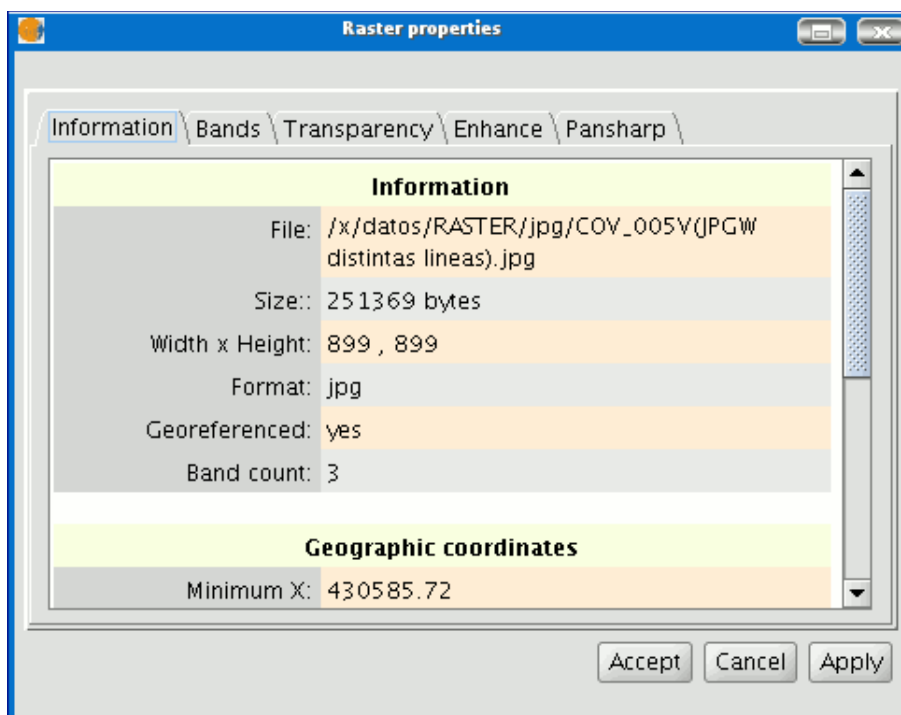 Raster properties
Information Bands Transparency Enhance Pansharp
Information
File: /x/datos/RASTER/jpg/COV_005V(JPGW
distintas lineas).jpg
Size:: 251369 bytes
Width x Height: 899 , 899
Format: jpg
Georeferenced: yes
Band count: 3
Geographic coordinates
Minimum X: 430585.72
Accept Cancel Apply